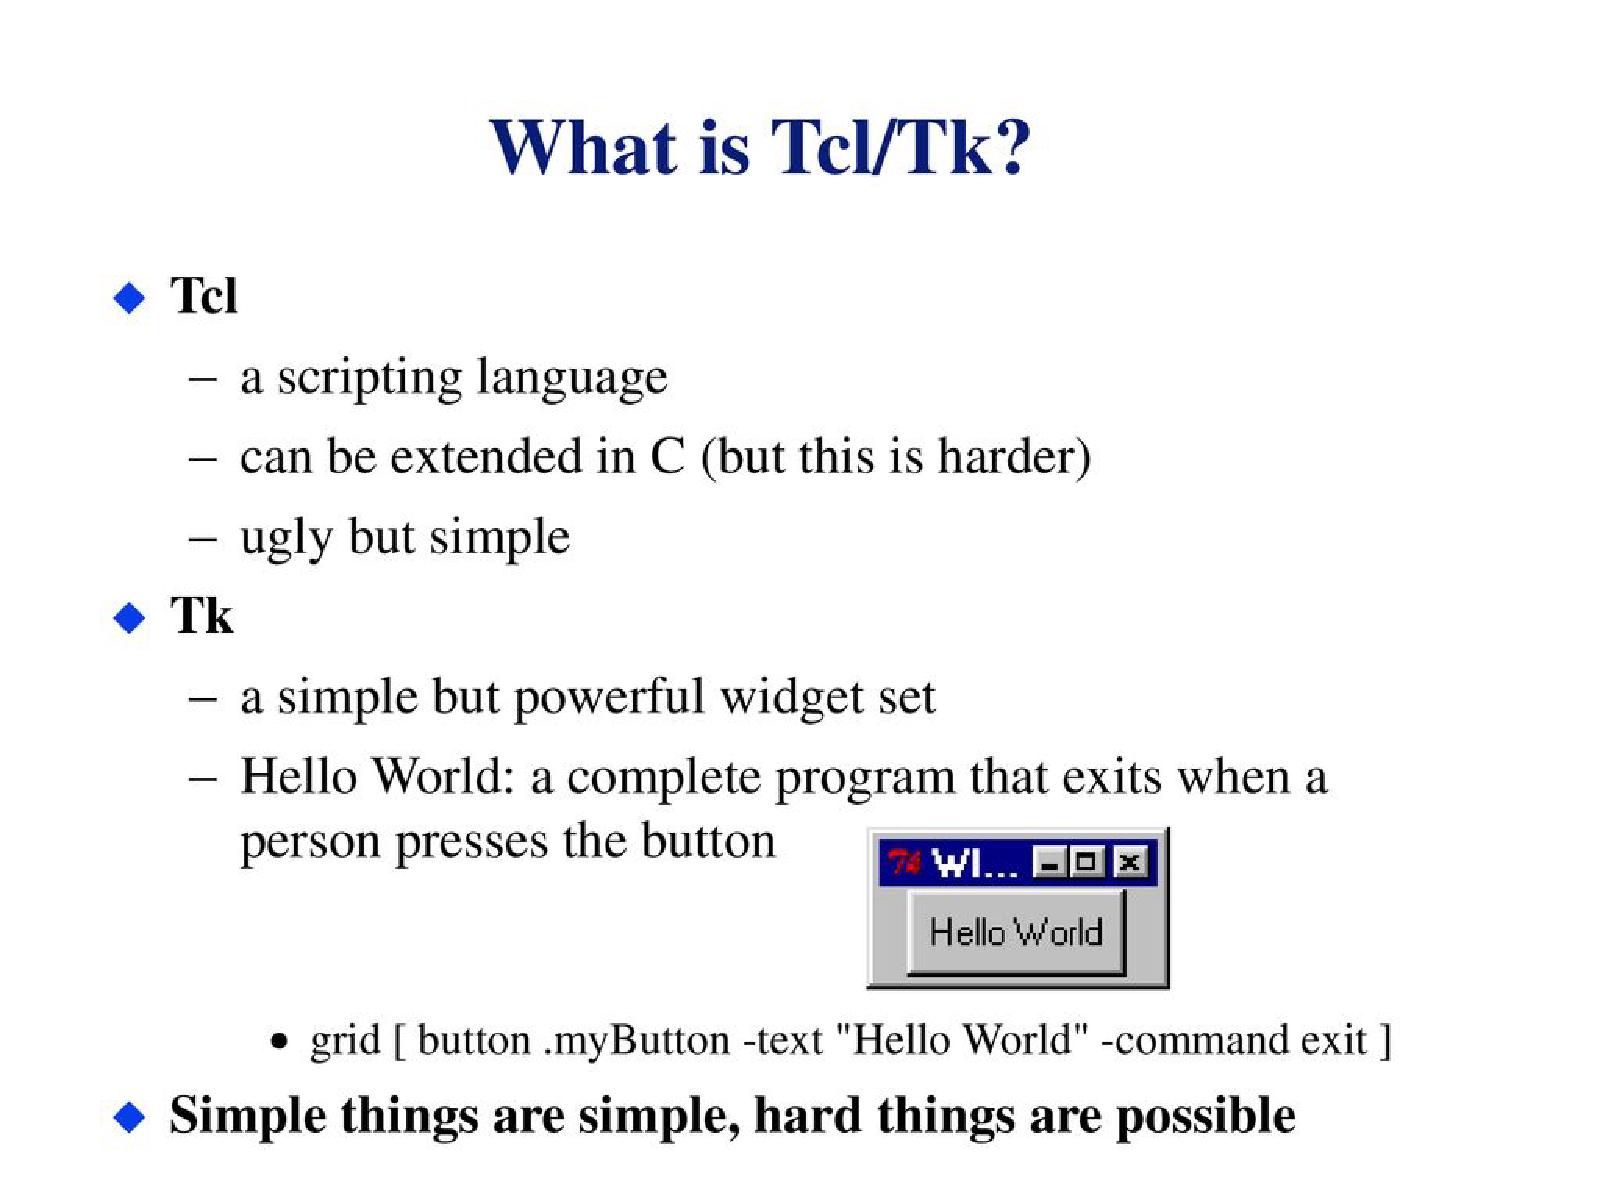 What is Tcl/Tk?
Tcl
– a scripting language
– can be extended in C (but this is harder)
– ugly but simple
Tk
– a simple but powerful widget set
– Hello World: a complete program that exits when a
person presses the button
7k WI...
Hello World
• grid [ button .myButton -text "Hello World" -command exit ]
Simple things are simple, hard things are possible